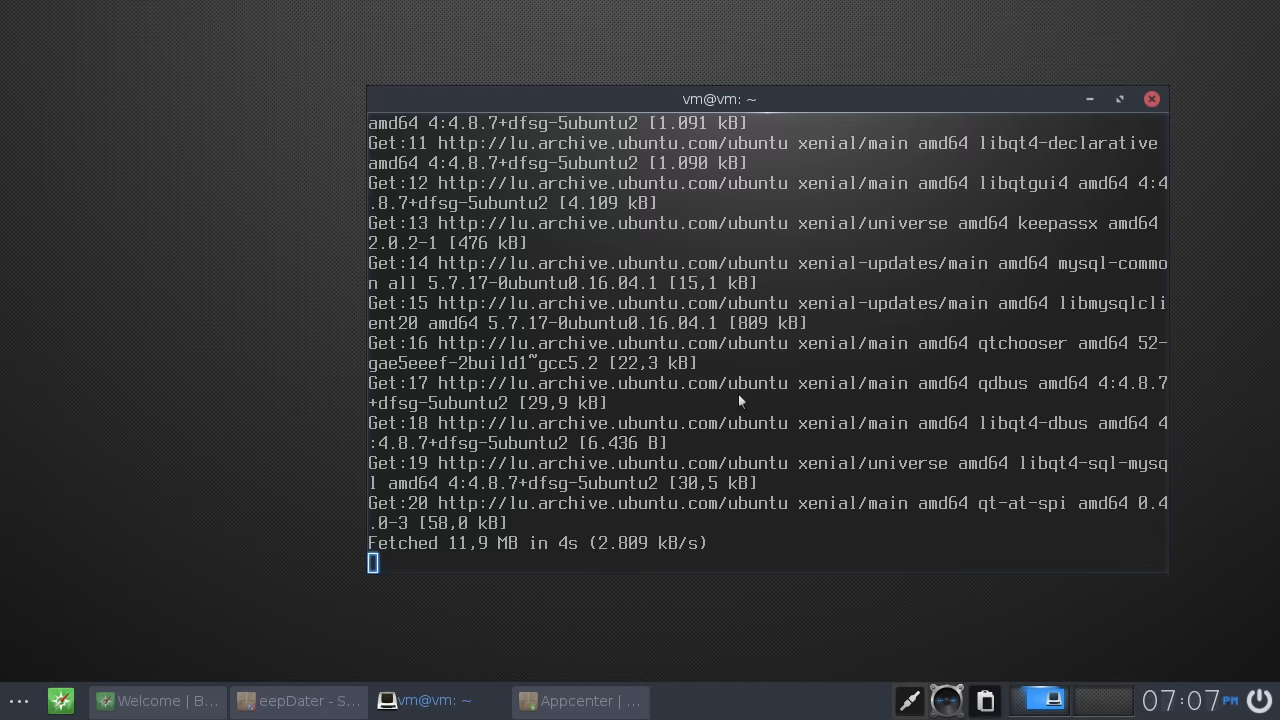 vm@vm: ~
amd64 4:4.8.7+dfsg-5ubuntu2 [1.091 kB]
Get:11 http://lu.archive.ubuntu.com/ubuntu xenial/main amd64 libqt4-declarative
amd64 4:4.8.7+dfsg-5ubuntu2 [1.090 kB]
Get:12 http://lu.archive.ubuntu.com/ubuntu xenial/main amd64 libqtgui4 amd64 4:4
.8.7+dfsg-5ubuntu2 [4.109 kB]
Get:13 http://lu.archive.ubuntu.com/ubuntu xenial/universe amd64 keepassx amd64
2.0.2-1 [476 kB]
Get:14 http://lu.archive.ubuntu.com/ubuntu xenial-updates/main amd64 mysql-commo
n all 5.7.17-0ubuntu0.16.04.1 [15,1 kB]
Get:15 http://lu.archive.ubuntu.com/ubuntu xenial-updates/main amd64 libmysqlcli
ent20 amd64 5.7.17-0ubuntu0.16.04.1 [809 kB]
Get:16 http://lu.archive.ubuntu.com/ubuntu xenial/main amd64 qtchooser amd64 52-
gae5eeef-2build1~gcc5.2 [22,3 kB]
Get:17 http://lu.archive.ubuntu.com/ubuntu xenial/main amd64 qdbus amd64 4:4.8.7
+dfsg-5ubuntu2 [29,9 kB]
Get:18 http://lu.archive.ubuntu.com/ubuntu xenial/main amd64 libqt4-dbus amd64 4
:4.8.7+dfsg-5ubuntu2 [6.436 B]
Get:19 http://lu.archive.ubuntu.com/ubuntu xenial/universe amd64 libqt4-sql-mysq
l amd64 4:4.8.7+dfsg-5ubuntu2 [30,5 kB]
Get:20 http://lu.archive.ubuntu.com/ubuntu xenial/main amd64 qt-at-spi amd64 0.4
.0-3 [58,0 kB]
Fetched 11,9 MB in 4s (2.809 kB/s)
... Welcome | B... eepDater - S... vm@vm: ~ Appcenter | ... 07:07 PM